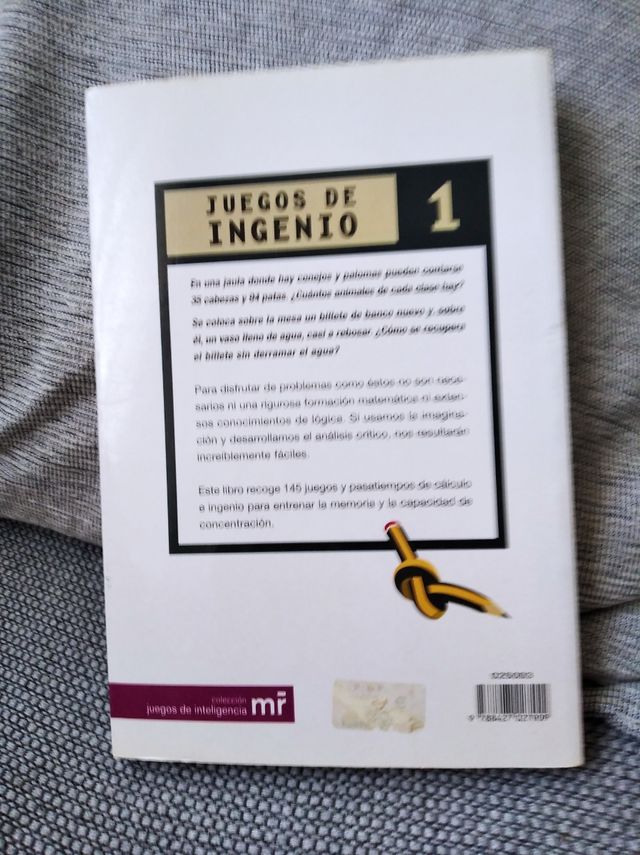 JUEGOS DE
INGENIO
1
En una jaula donde hay conejos y palomas pueden contarse
35 cabezas y 94 patas. ¿Cuántos animales de cada clase hay?
Se coloca sobre la mesa un billete de banco nuevo y, sobre
él, un vaso lleno de agua, casi a rebosar. ¿Cómo se recupera
el billete sin derramar el agua?
Para disfrutar de problemas como éstos no son nece-
sarios ni una rigurosa formación matemática ni exten-
sos conocimientos de lógica. Si usamos la imagina-
ción y desarrollamos el análisis crítico, nos resultarán
increíblemente fáciles.
Este libro recoge 145 juegos y pasatiempos de cálculo
e ingenio para entrenar la memoria y la capacidad de
concentración.
colección
juegos de inteligencia
mr